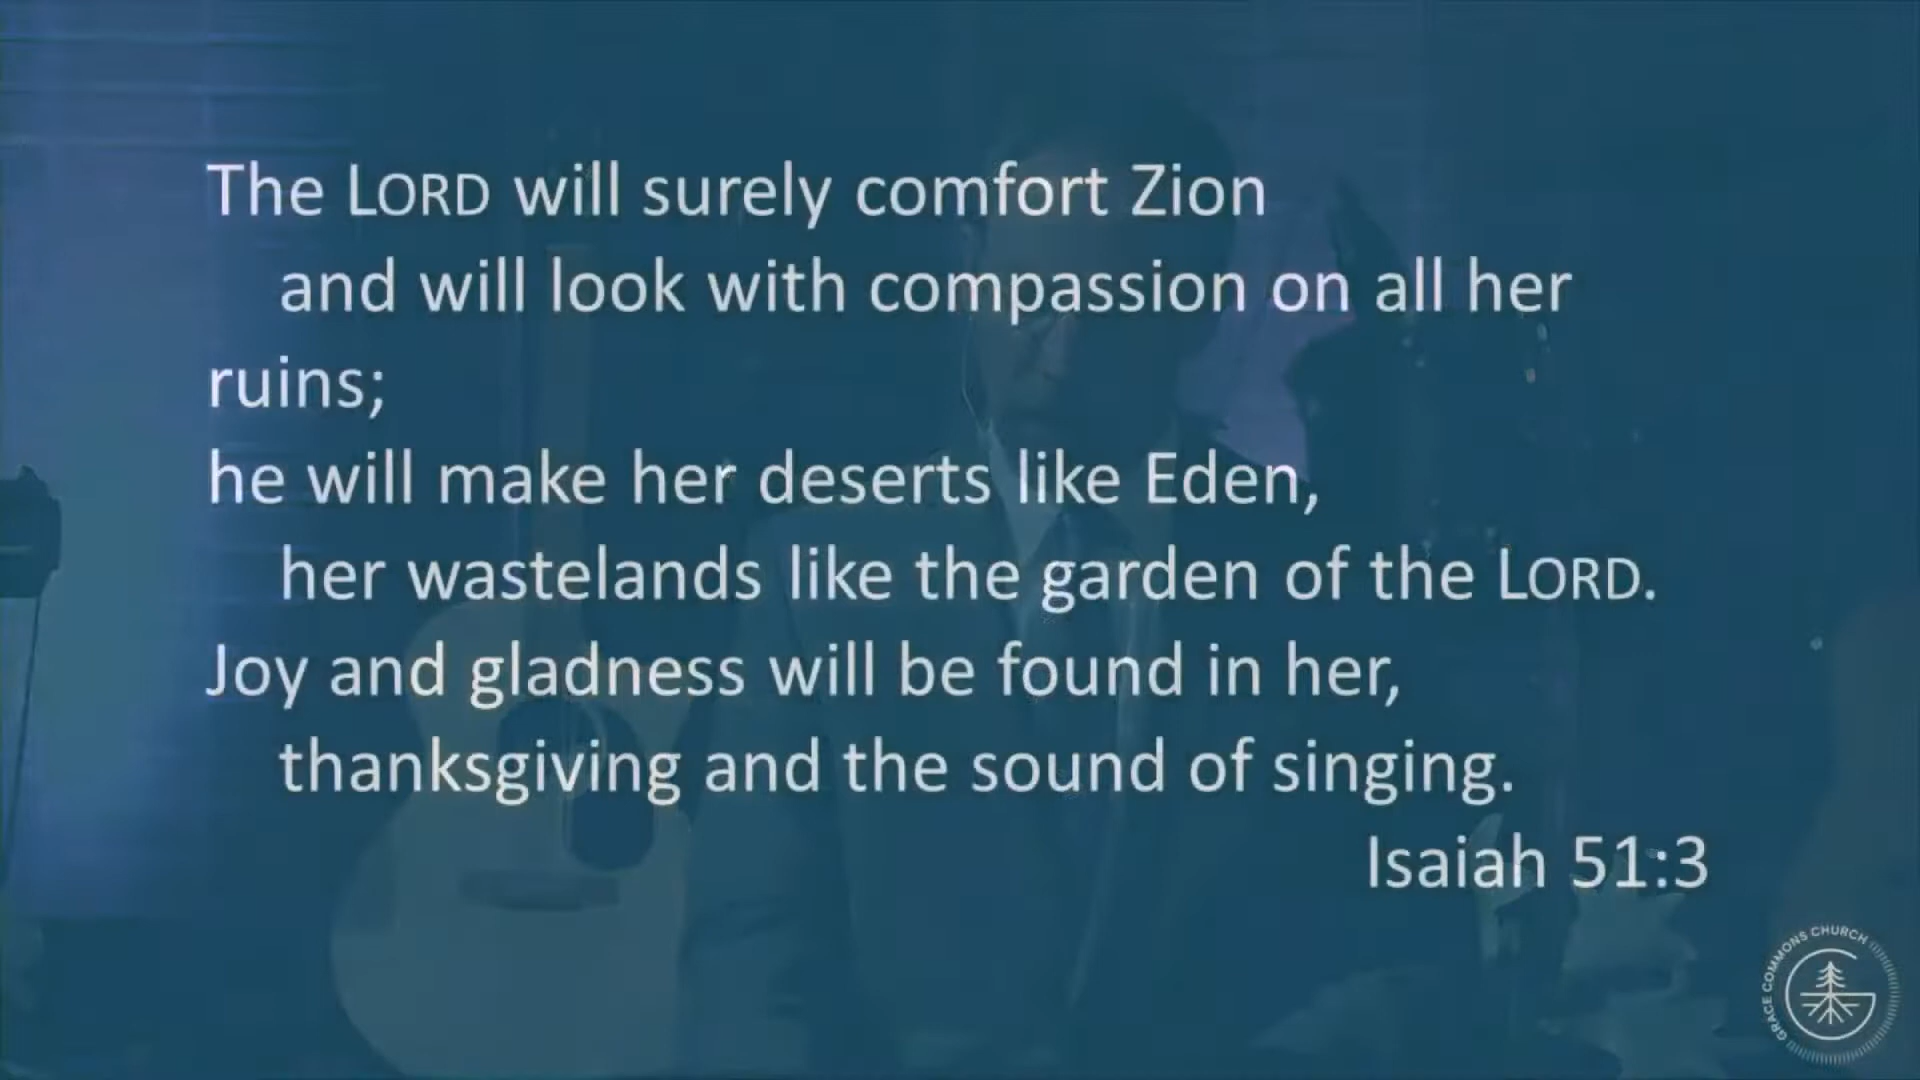 The LORD will surely comfort Zion
and will look with compassion on all her
ruins;
he will make her deserts like Eden,
her wastelands like the garden of the LORD.
Joy and gladness will be found in her,
thanksgiving and the sound of singing.
Isaiah 51:3
GRACE COMMONS CHURCH